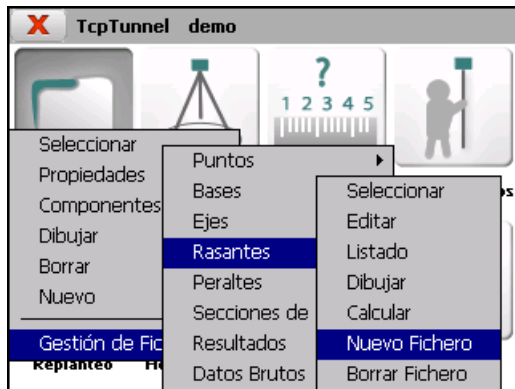 X TcpTunnel demo
?
1 2 3 4 5
Seleccionar
Propiedades
Componentes
Dibujar
Borrar
Nuevo
Gestión de Fic
Replanteo
Puntos
Bases
Ejes
Rasantes
Peraltes
Secciones de
Resultados
Datos Brutos
Seleccionar
Editar
Listado
Dibujar
Calcular
Nuevo Fichero
Borrar Fichero